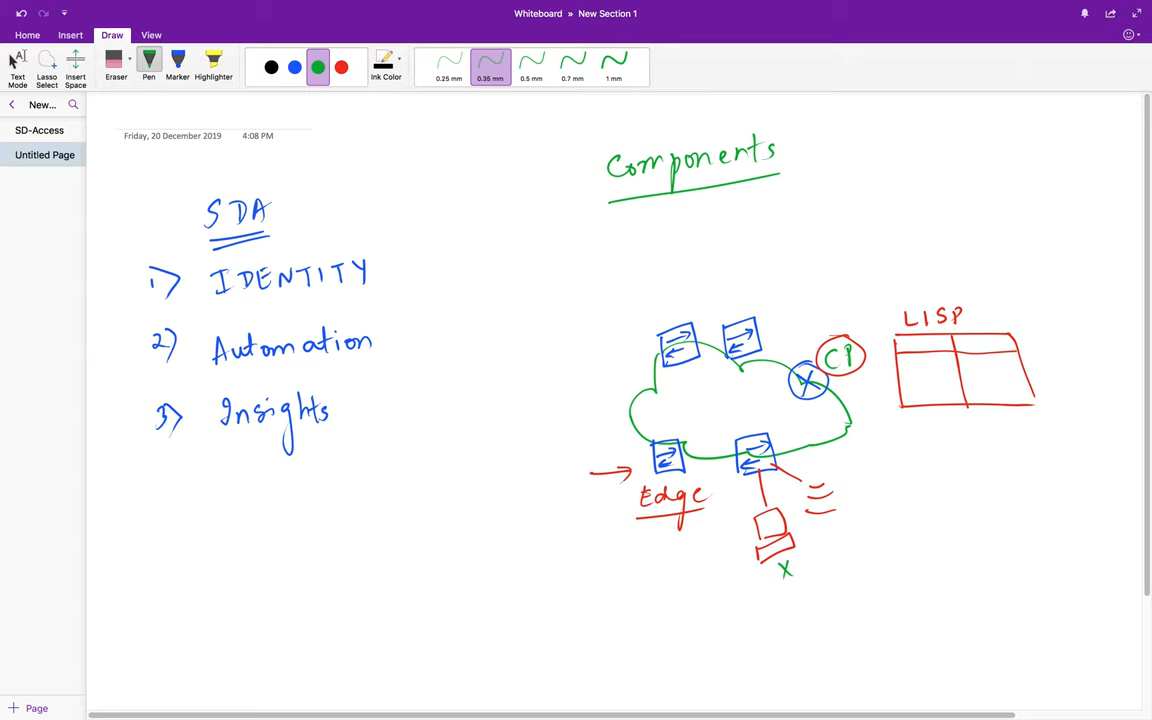 Whiteboard » New Section 1
Home Insert Draw View
Text Mode
Lasso Select
Insert Space
Eraser
Pen
Marker
Highlighter
Ink Color
0.25 mm
0.35 mm
0.5 mm
0.7 mm
1 mm
New...
SD-Access
Untitled Page
Friday, 20 December 2019 4:08 PM
Components
SDA
1) IDENTITY
2) Automation
3) Insights
LISP
CP
Edge
X
Page